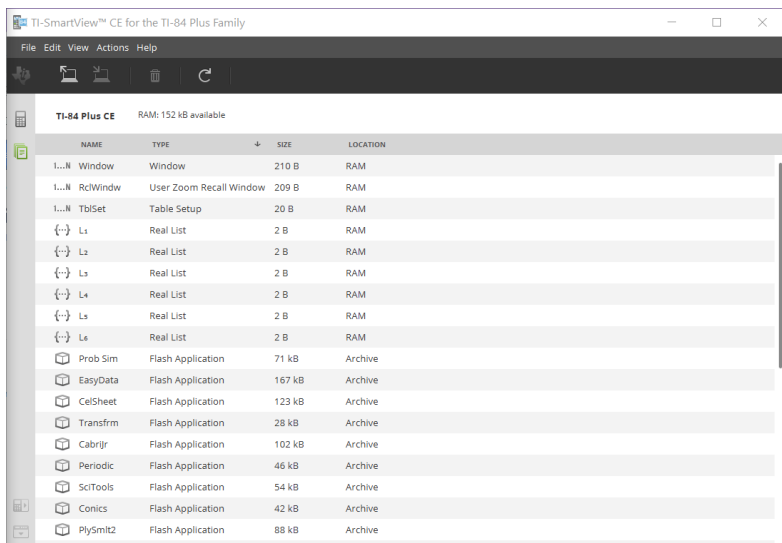 TI-SmartView™ CE for the TI-84 Plus Family
File Edit View Actions Help
TI-84 Plus CE RAM: 152 kB available
NAME TYPE SIZE LOCATION
1...N Window Window 210 B RAM
1...N RclWindw User Zoom Recall Window 209 B RAM
1...N TblSet Table Setup 20 B RAM
{...} L₁ Real List 2 B RAM
{...} L₂ Real List 2 B RAM
{...} L₃ Real List 2 B RAM
{...} L₄ Real List 2 B RAM
{...} L₅ Real List 2 B RAM
{...} L₆ Real List 2 B RAM
Prob Sim Flash Application 71 kB Archive
EasyData Flash Application 167 kB Archive
CelSheet Flash Application 123 kB Archive
Transfrm Flash Application 28 kB Archive
CabriJr Flash Application 102 kB Archive
Periodic Flash Application 46 kB Archive
SciTools Flash Application 54 kB Archive
Conics Flash Application 42 kB Archive
PlySmlt2 Flash Application 88 kB Archive